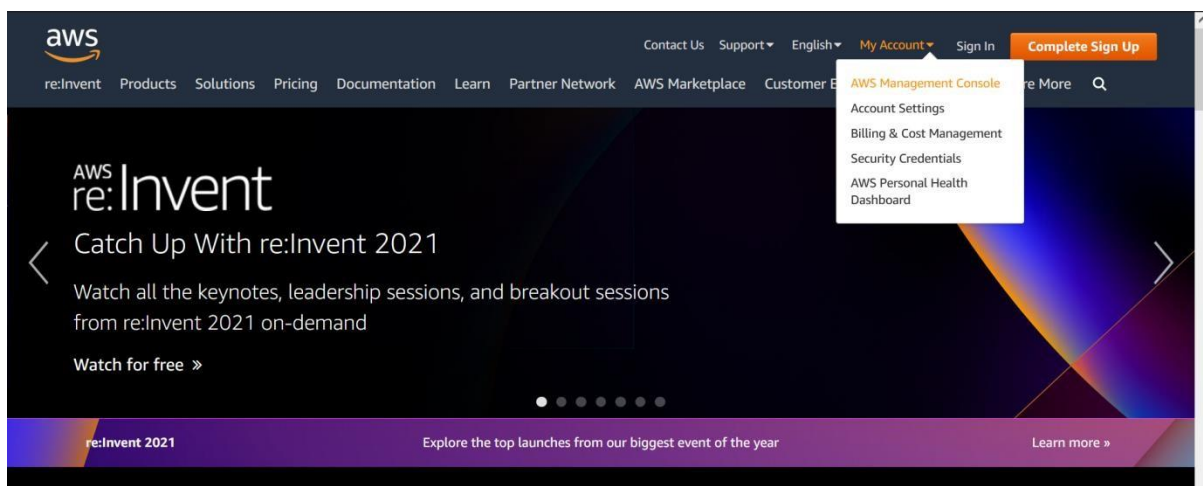 aws
Contact Us Support English My Account Sign In Complete Sign Up
re:Invent Products Solutions Pricing Documentation Learn Partner Network AWS Marketplace Customer More
AWS Management Console
Account Settings
Billing & Cost Management
Security Credentials
AWS Personal Health
Dashboard
AWS
re:Invent
Catch Up With re:Invent 2021
Watch all the keynotes, leadership sessions, and breakout sessions
from re:Invent 2021 on-demand
Watch for free »
re:Invent 2021 Explore the top launches from our biggest event of the year Learn more »